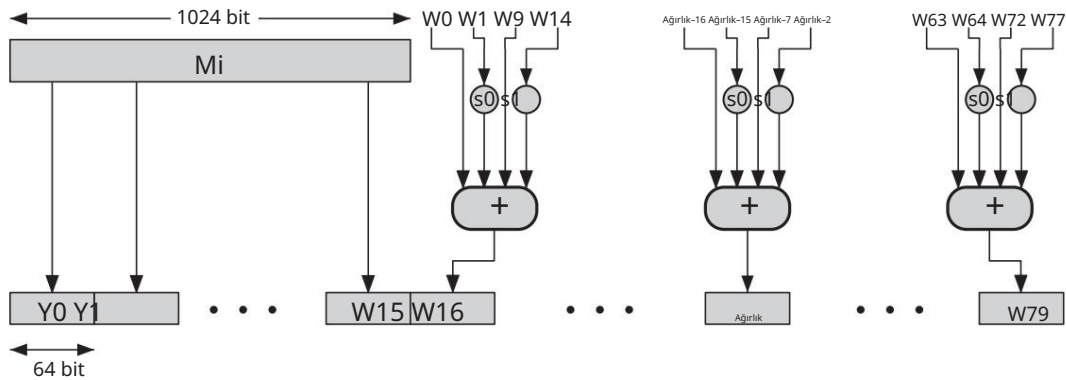 1024 bit
W0 W1 W9 W14
Ağırlık–16 Ağırlık–15 Ağırlık–7 Ağırlık–2
W63 W64 W72 W77
Mi
s0 s1
s0 s1
s0 s1
+
+
+
Y0 Y1
• • •
W15 W16
• • •
Ağırlık
• • •
W79
64 bit